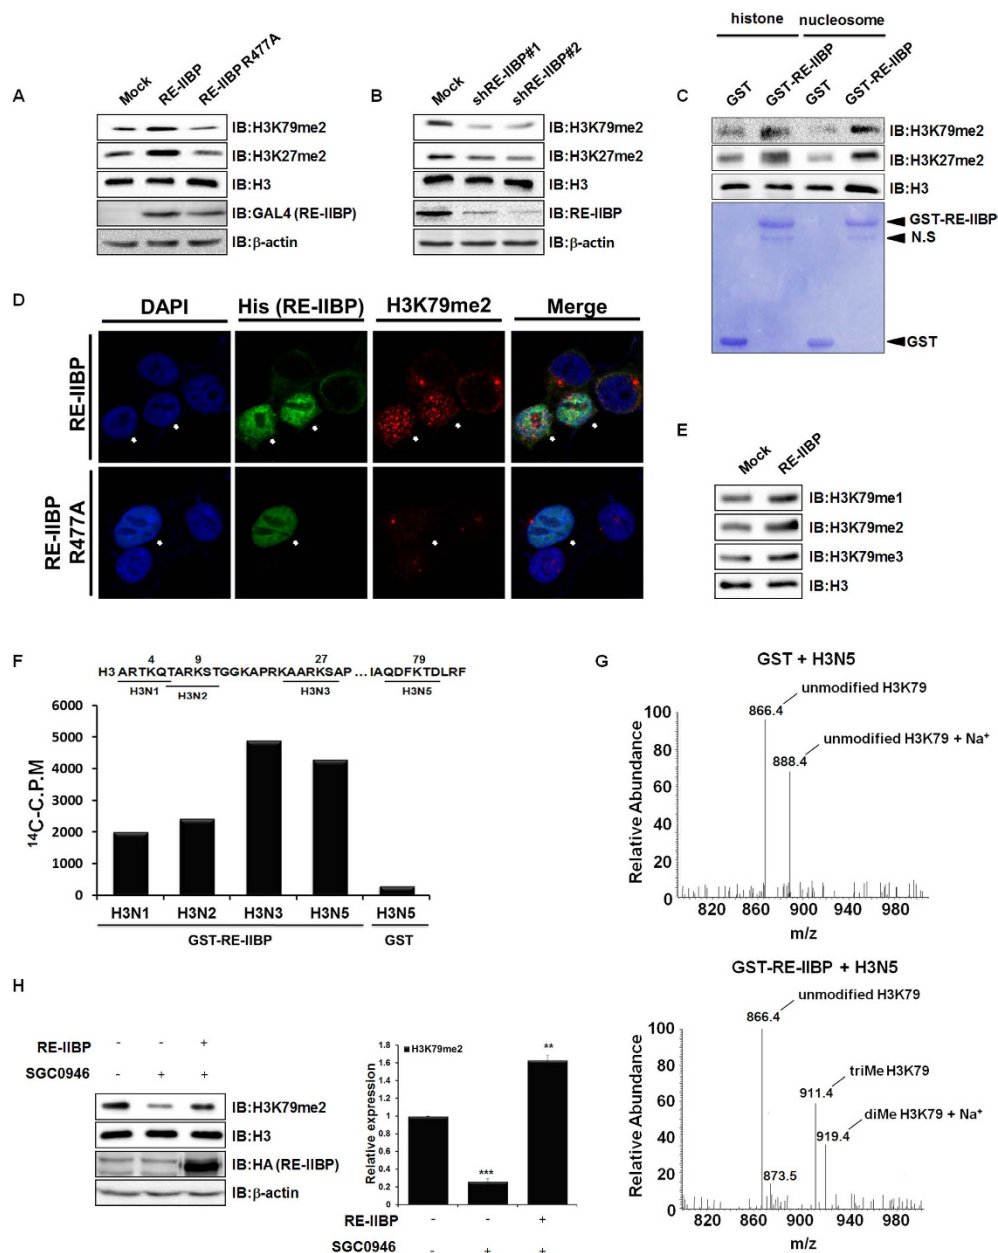 A
Mock
RE-IIBP
RE-IIBP R477A
IB:H3K79me2
IB:H3K27me2
IB:H3
IB:GAL4 (RE-IIBP)
IB:β-actin
B
Mock
shRE-IIBP#1
shRE-IIBP#2
IB:H3K79me2
IB:H3K27me2
IB:H3
IB:RE-IIBP
IB:β-actin
C
histone
nucleosome
GST
GST-RE-IIBP
GST
GST-RE-IIBP
IB:H3K79me2
IB:H3K27me2
IB:H3
GST-RE-IIBP
N.S
GST
D
DAPI
His (RE-IIBP)
H3K79me2
Merge
RE-IIBP
RE-IIBP R477A
E
Mock
RE-IIBP
IB:H3K79me1
IB:H3K79me2
IB:H3K79me3
IB:H3
F
4 9 27 79
H3 ARTKQTARKSTGGKAPRKAARKSAP ... IAQDFKTDLRF
H3N1 H3N2 H3N3 H3N5
14C-C.P.M
6000
5000
4000
3000
2000
1000
0
H3N1 H3N2 H3N3 H3N5 H3N5
GST-RE-IIBP GST
G
GST + H3N5
unmodified H3K79
866.4
unmodified H3K79 + Na+
888.4
Relative Abundance
100
80
60
40
20
0
820 860 900 940 980
m/z
GST-RE-IIBP + H3N5
unmodified H3K79
866.4
triMe H3K79
911.4
diMe H3K79 + Na+
919.4
873.5
Relative Abundance
100
80
60
40
20
0
820 860 900 940 980
m/z
H
RE-IIBP - - +
SGC0946 - + +
IB:H3K79me2
IB:H3
IB:HA (RE-IIBP)
IB:β-actin
H3K79me2
Relative expression
1.8
1.6
1.4
1.2
1
0.8
0.6
0.4
0.2
0
***
**
RE-IIBP - - +
SGC0946 - + +